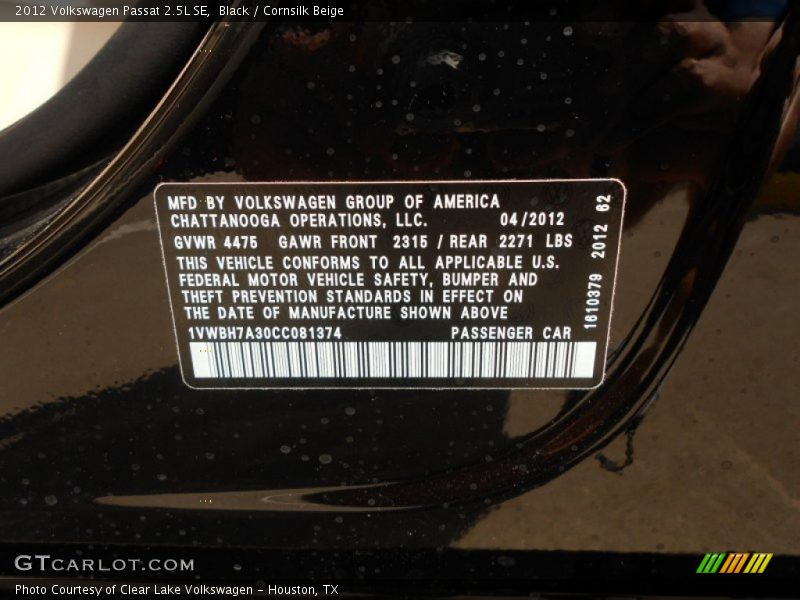 2012 Volkswagen Passat 2.5L SE,  Black / Cornsilk Beige
MFD BY VOLKSWAGEN GROUP OF AMERICA
CHATTANOOGA OPERATIONS, LLC. 04/2012
GVWR 4475 GAWR FRONT 2315 / REAR 2271 LBS
THIS VEHICLE CONFORMS TO ALL APPLICABLE U.S.
FEDERAL MOTOR VEHICLE SAFETY, BUMPER AND
THEFT PREVENTION STANDARDS IN EFFECT ON
THE DATE OF MANUFACTURE SHOWN ABOVE
1VWBH7A30CC081374 PASSENGER CAR
1610379 2012 62
GTCARLOT.COM
Photo Courtesy of Clear Lake Volkswagen – Houston, TX